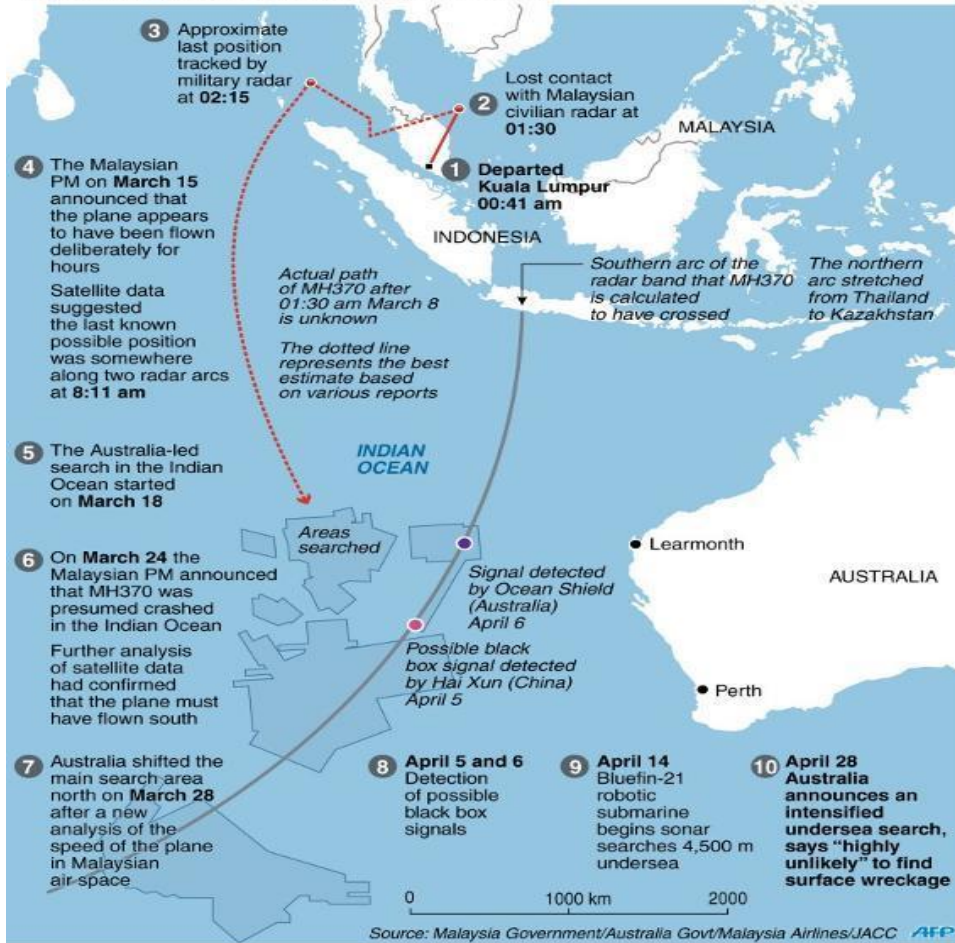 3 Approximate
last position
tracked by
military radar
at 02:15
2 Lost contact
with Malaysian
civilian radar at
01:30
MALAYSIA
1 Departed
Kuala Lumpur
00:41 am
INDONESIA
4 The Malaysian
PM on March 15
announced that
the plane appears
to have been flown
deliberately for
hours
Satellite data
suggested
the last known
possible position
was somewhere
along two radar arcs
at 8:11 am
Actual path
of MH370 after
01:30 am March 8
is unknown
The dotted line
represents the best
estimate based
on various reports
Southern arc of the
radar band that MH370
is calculated
to have crossed
The northern
arc stretched
from Thailand
to Kazakhstan
5 The Australia-led
search in the Indian
Ocean started
on March 18
INDIAN
OCEAN
Areas
searched
Learmonth
AUSTRALIA
Perth
6 On March 24 the
Malaysian PM announced
that MH370 was
presumed crashed
in the Indian Ocean
Further analysis
of satellite data
had confirmed
that the plane must
have flown south
Signal detected
by Ocean Shield
(Australia)
April 6
Possible black
box signal detected
by Hai Xun (China)
April 5
7 Australia shifted the
main search area
north on March 28
after a new
analysis of the
speed of the plane
in Malaysian
air space
8 April 5 and 6
Detection
of possible
black box
signals
9 April 14
Bluefin-21
robotic
submarine
begins sonar
searches 4,500 m
undersea
10 April 28
Australia
announces an
intensified
undersea search,
says “highly
unlikely” to find
surface wreckage
0 1000 km 2000
Source: Malaysia Government/Australia Govt/Malaysia Airlines/JACC AFP